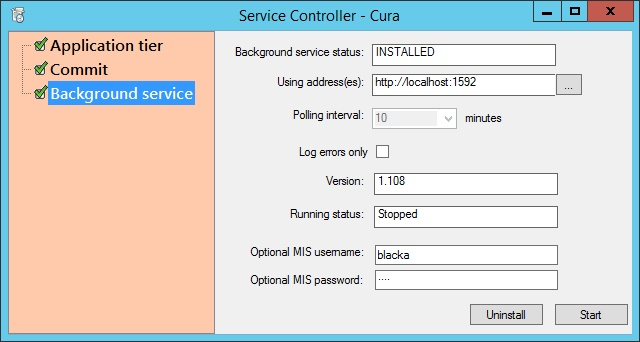 Service Controller - Cura
Application tier
Commit
Background service
Background service status: INSTALLED
Using address(es): http://localhost:1592 ...
Polling interval: 10 minutes
Log errors only
Version: 1.108
Running status: Stopped
Optional MIS username: blacka
Optional MIS password: ....
Uninstall Start